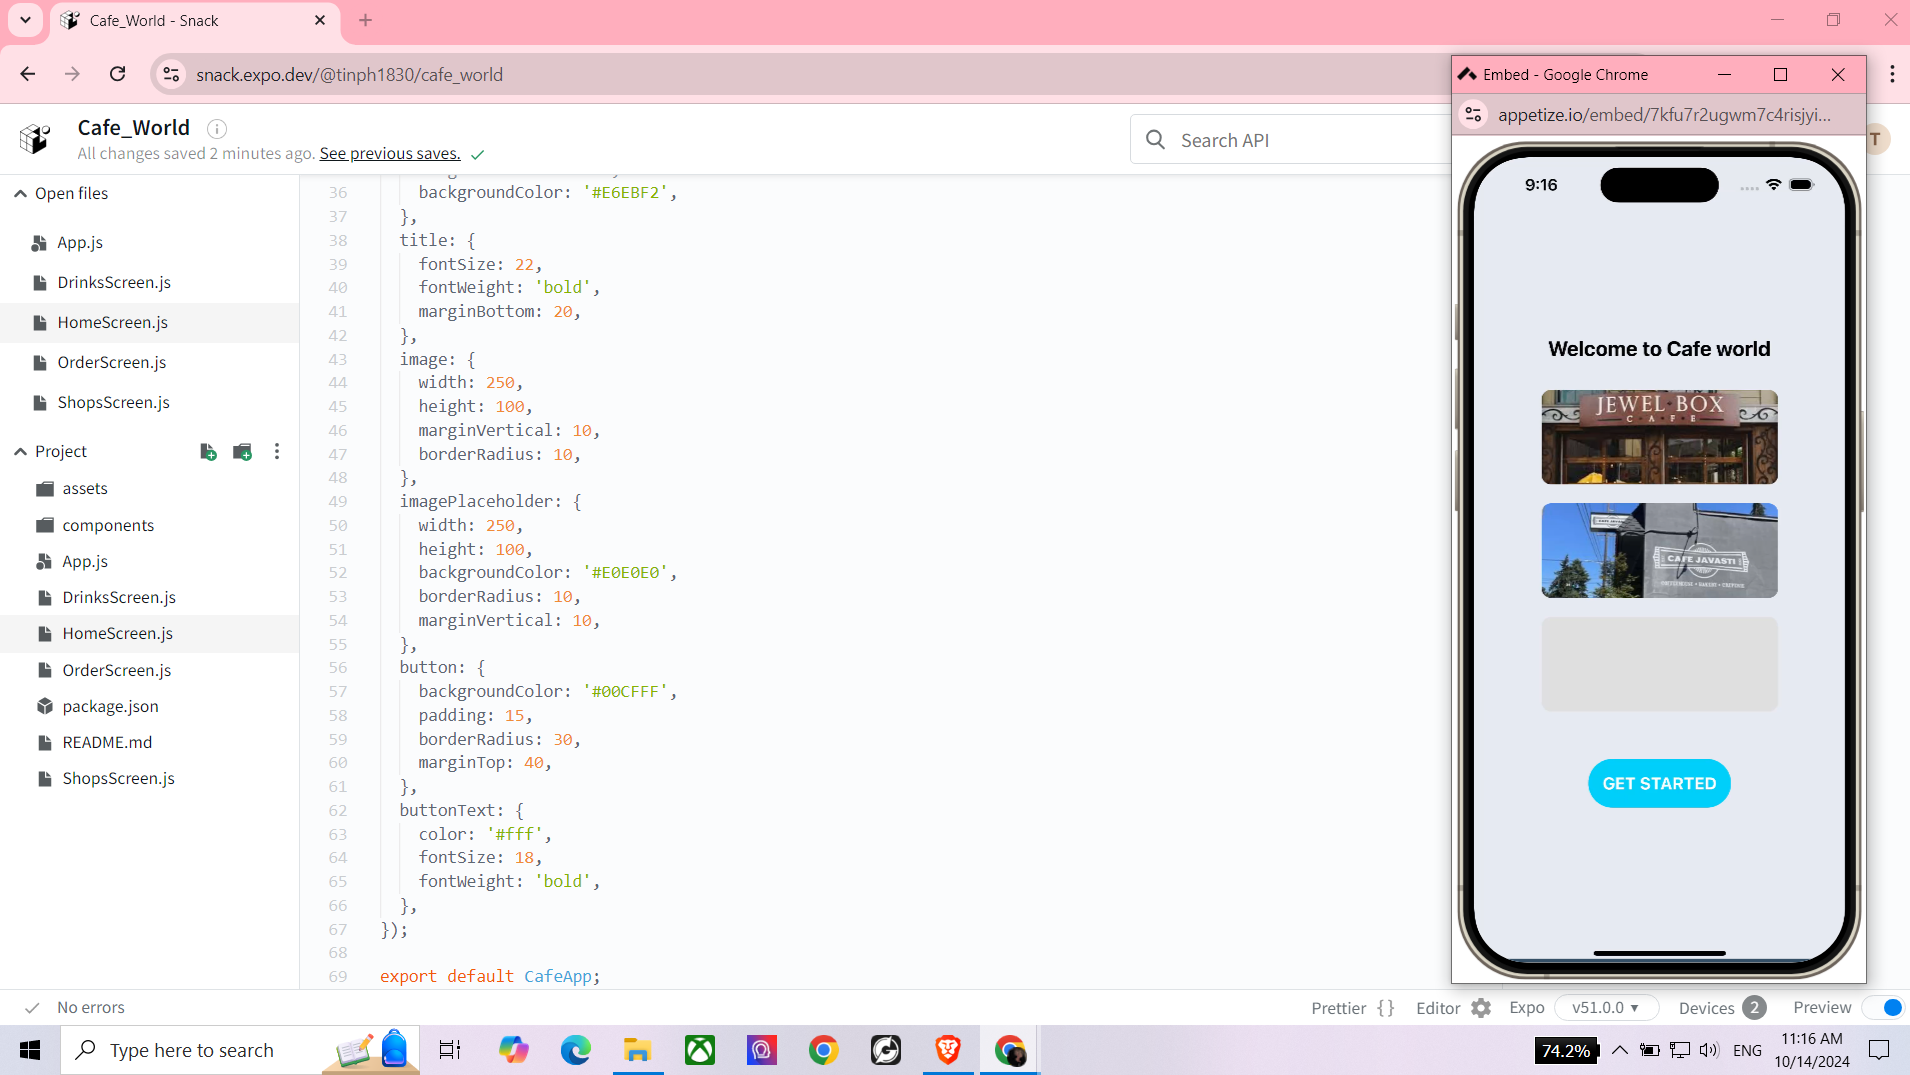 Cafe_World - Snack
snack.expo.dev/@tinph1830/cafe_world
Cafe_World
All changes saved 2 minutes ago. See previous saves.
Search API
T
Open files
App.js
DrinksScreen.js
HomeScreen.js
OrderScreen.js
ShopsScreen.js
Project
assets
components
App.js
DrinksScreen.js
HomeScreen.js
OrderScreen.js
package.json
README.md
ShopsScreen.js
36 backgroundColor: '#E6EBF2',
37 },
38 title: {
39 fontSize: 22,
40 fontWeight: 'bold',
41 marginBottom: 20,
42 },
43 image: {
44 width: 250,
45 height: 100,
46 marginVertical: 10,
47 borderRadius: 10,
48 },
49 imagePlaceholder: {
50 width: 250,
51 height: 100,
52 backgroundColor: '#E0E0E0',
53 borderRadius: 10,
54 marginVertical: 10,
55 },
56 button: {
57 backgroundColor: '#00CFFF',
58 padding: 15,
59 borderRadius: 30,
60 marginTop: 40,
61 },
62 buttonText: {
63 color: '#fff',
64 fontSize: 18,
65 fontWeight: 'bold',
66 },
67 });
68
69 export default CafeApp;
Embed - Google Chrome
appetize.io/embed/7kfu7r2ugwm7c4risjyi...
9:16
Welcome to Cafe world
JEWEL BOX
CAFE
CAFE JAVASTI
GET STARTED
No errors
Prettier {}
Editor
Expo
v51.0.0
Devices 2
Preview
Type here to search
74.2%
ENG
11:16 AM
10/14/2024